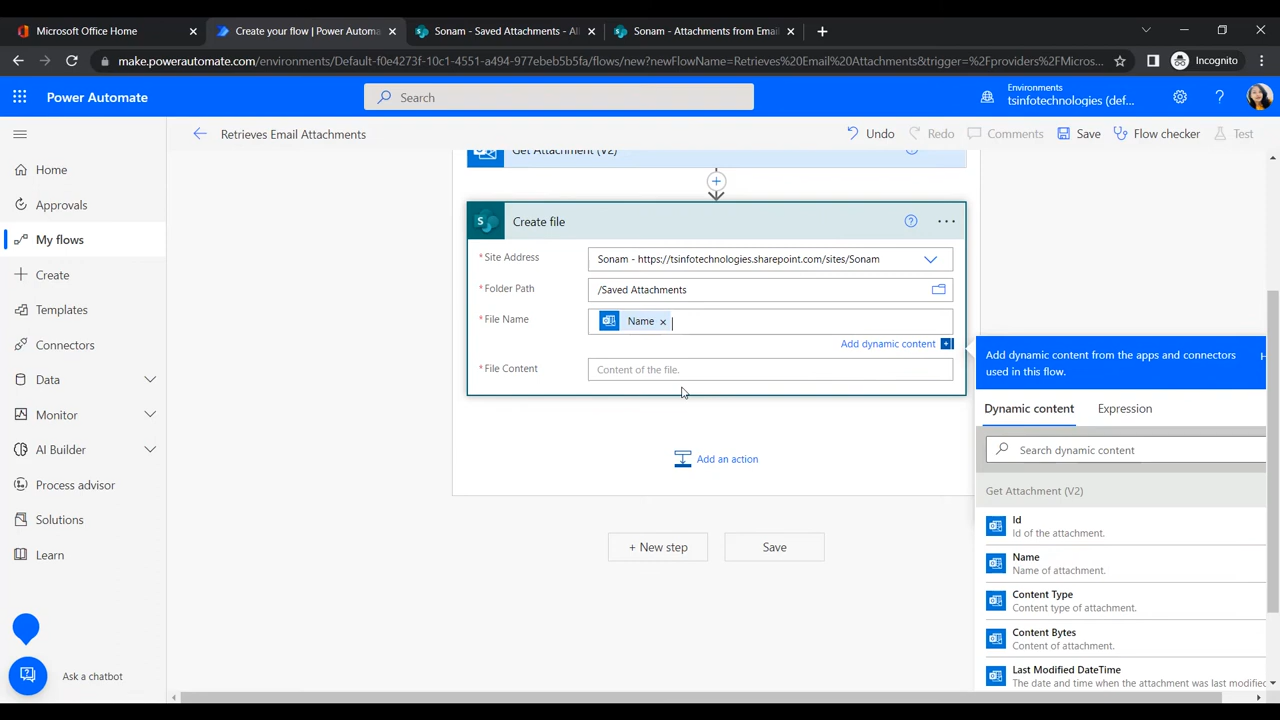 Microsoft Office Home
Create your flow | Power Automa
Sonam - Saved Attachments - All
Sonam - Attachments from Email
make.powerautomate.com/environments/Default-f0e4273f-10c1-4551-a494-977ebeb5b5fa/flows/new?newFlowName=Retrieves%20Email%20Attachments&trigger=%2Fproviders%2FMicros...
Incognito
Power Automate
Search
Environments
tsinfotechnologies (def...
Retrieves Email Attachments
Undo
Redo
Comments
Save
Flow checker
Test
Home
Approvals
My flows
Create
Templates
Connectors
Data
Monitor
AI Builder
Process advisor
Solutions
Learn
Ask a chatbot
Get Attachment (V2)
Create file
* Site Address
Sonam - https://tsinfotechnologies.sharepoint.com/sites/Sonam
* Folder Path
/Saved Attachments
* File Name
Name
Add dynamic content
* File Content
Content of the file.
Add an action
+ New step
Save
Add dynamic content from the apps and connectors
used in this flow.
H
Dynamic content
Expression
Search dynamic content
Get Attachment (V2)
Id
Id of the attachment.
Name
Name of attachment.
Content Type
Content type of attachment.
Content Bytes
Content of attachment.
Last Modified DateTime
The date and time when the attachment was last modified